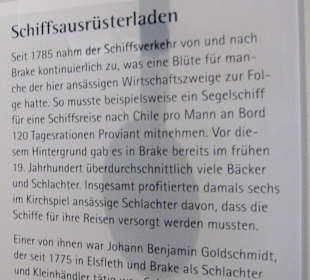 Schiffsausrüsterladen
Seit 1785 nahm der Schiffsverkehr von und nach
Brake kontinuierlich zu, was eine Blüte für man-
che der hier ansässigen Wirtschaftszweige zur Fol-
ge hatte. So musste beispielsweise ein Segelschiff
für eine Schiffsreise nach Chile pro Mann an Bord
120 Tagesrationen Proviant mitnehmen. Vor die-
sem Hintergrund gab es in Brake bereits im frühen
19. Jahrhundert überdurchschnittlich viele Bäcker
und Schlachter. Insgesamt profitierten damals sechs
im Kirchspiel ansässige Schlachter davon, dass die
Schiffe für ihre Reisen versorgt werden mussten.
Einer von ihnen war Johann Benjamin Goldschmidt,
der seit 1775 in Elsfleth und Brake als Schlachter
und Kleinhändler tätig